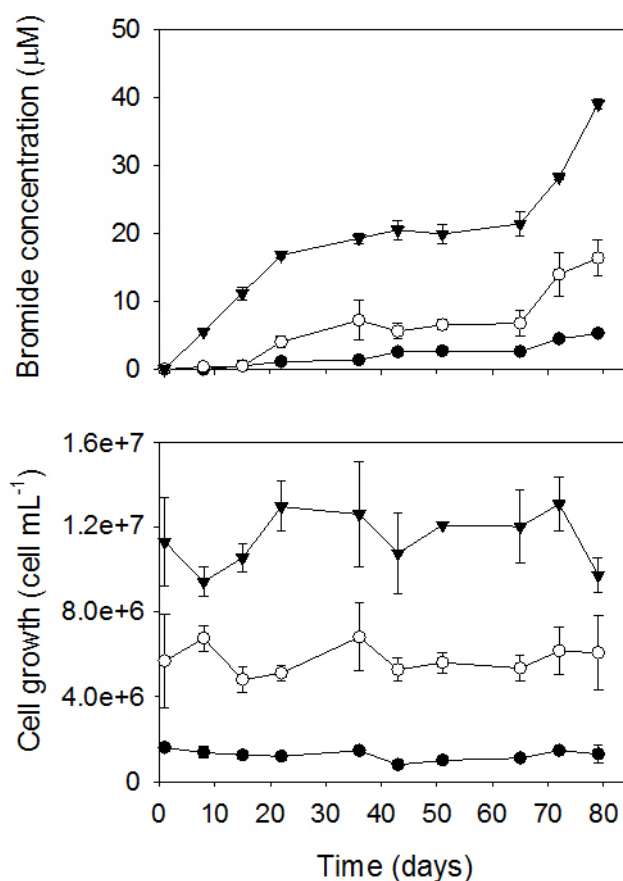 Bromide concentration (µM)
50
40
30
20
10
0
Cell growth (cell mL⁻¹)
1.6e+7
1.2e+7
8.0e+6
4.0e+6
0
0 10 20 30 40 50 60 70 80
Time (days)